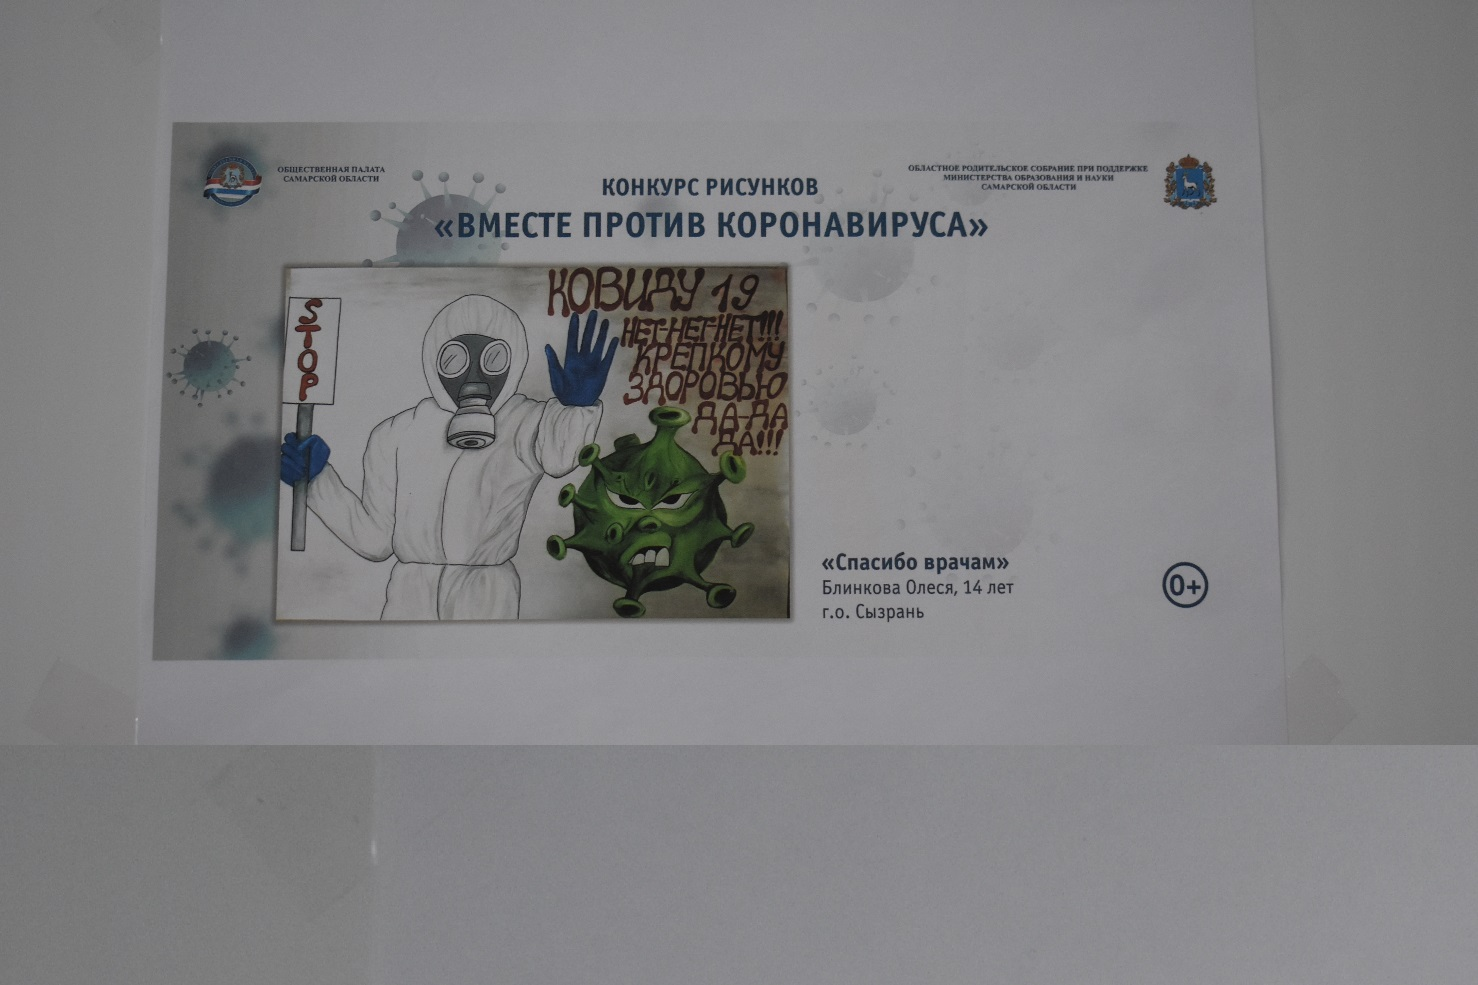 ОБЩЕСТВЕННАЯ ПАЛАТА
САМАРСКОЙ ОБЛАСТИ
ОБЛАСТНОЕ РОДИТЕЛЬСКОЕ СОБРАНИЕ ПРИ ПОДДЕРЖКЕ
МИНИСТЕРСТВА ОБРАЗОВАНИЯ И НАУКИ
САМАРСКОЙ ОБЛАСТИ
КОНКУРС РИСУНКОВ
«ВМЕСТЕ ПРОТИВ КОРОНАВИРУСА»
STOP
КОВИДУ 19
НЕТ-НЕТ-НЕТ!!!
КРЕПКОМУ
ЗДОРОВЬЮ
ДА-ДА
ДА!!!
«Спасибо врачам»
Блинкова Олеся, 14 лет
г.о. Сызрань
0+